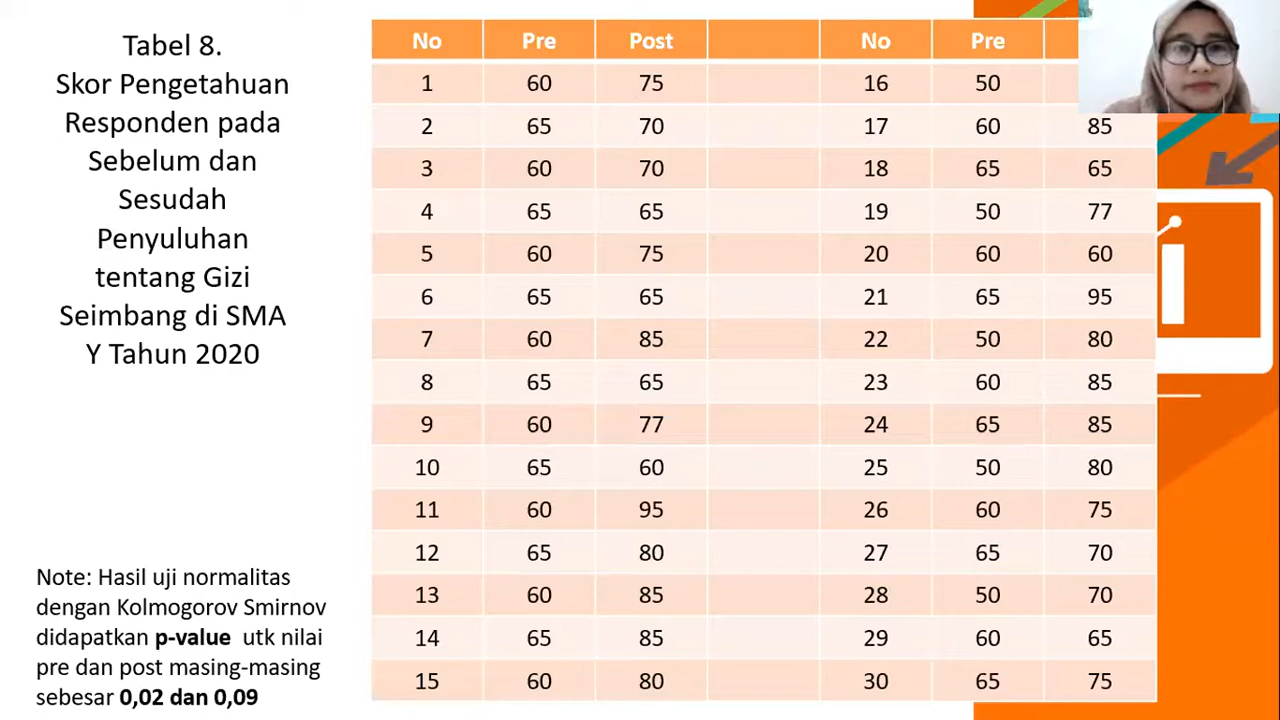 Tabel 8.
Skor Pengetahuan
Responden pada
Sebelum dan
Sesudah
Penyuluhan
tentang Gizi
Seimbang di SMA
Y Tahun 2020
Note: Hasil uji normalitas
dengan Kolmogorov Smirnov
didapatkan p-value utk nilai
pre dan post masing-masing
sebesar 0,02 dan 0,09
No Pre Post No Pre
1 60 75 16 50
2 65 70 17 60 85
3 60 70 18 65 65
4 65 65 19 50 77
5 60 75 20 60 60
6 65 65 21 65 95
7 60 85 22 50 80
8 65 65 23 60 85
9 60 77 24 65 85
10 65 60 25 50 80
11 60 95 26 60 75
12 65 80 27 65 70
13 60 85 28 50 70
14 65 85 29 60 65
15 60 80 30 65 75